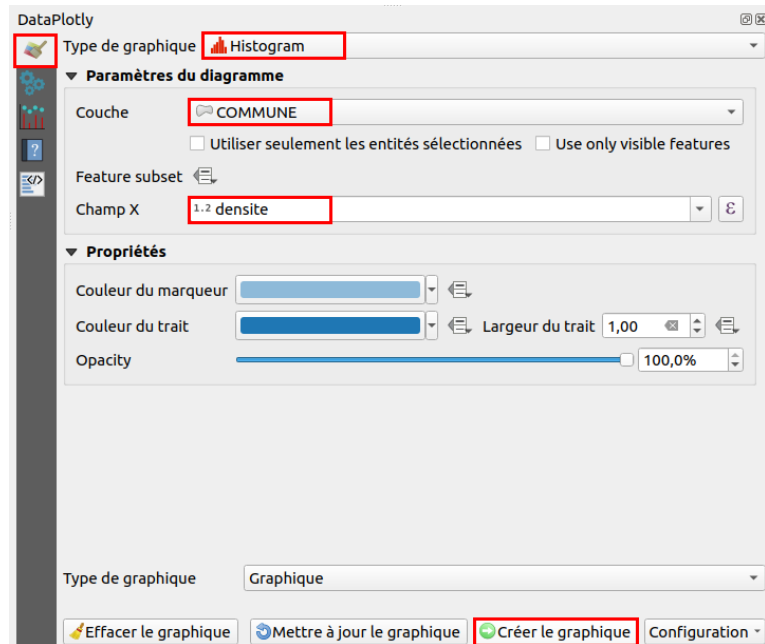 DataPlotly
Type de graphique Histogram
Paramètres du diagramme
Couche COMMUNE
Utiliser seulement les entités sélectionnées Use only visible features
Feature subset
Champ X 1.2 densite ε
Propriétés
Couleur du marqueur
Couleur du trait Largeur du trait 1,00
Opacity 100,0%
Type de graphique Graphique
Effacer le graphique Mettre à jour le graphique Créer le graphique Configuration